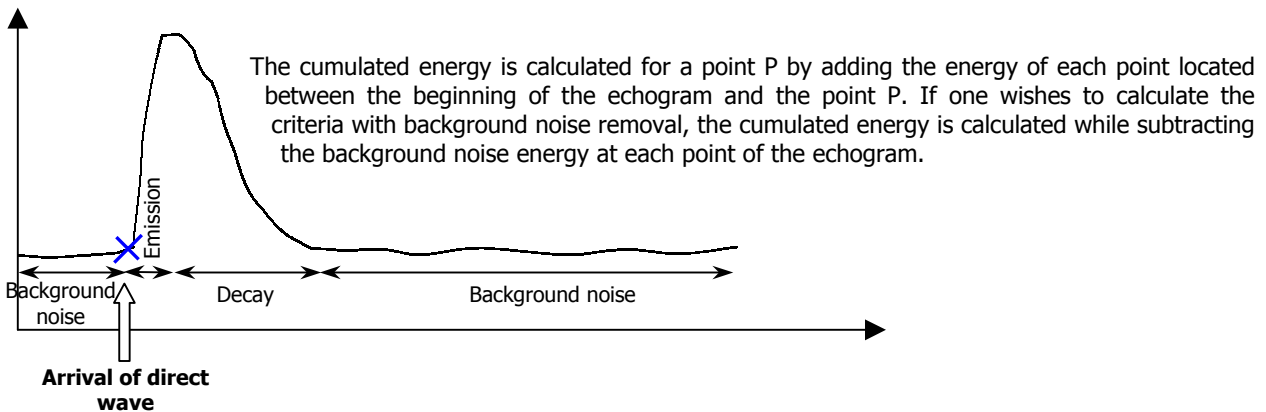 The cumulated energy is calculated for a point P by adding the energy of each point located
between the beginning of the echogram and the point P. If one wishes to calculate the
criteria with background noise removal, the cumulated energy is calculated while subtracting
the background noise energy at each point of the echogram.
Emission
Background
noise
Decay
Background noise
Arrival of direct
wave